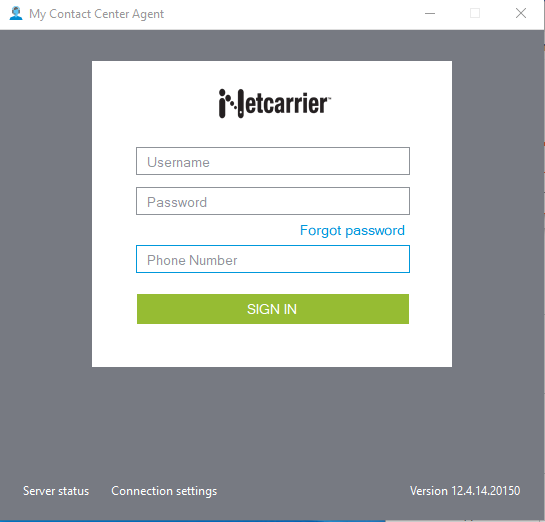 My Contact Center Agent
Netcarrier™
Username
Password
Forgot password
Phone Number
SIGN IN
Server status
Connection settings
Version 12.4.14.20150